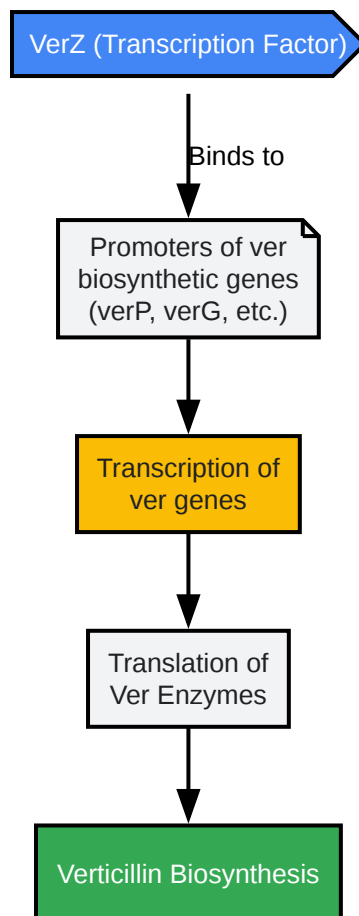 VerZ (Transcription Factor)
Binds to
Promoters of ver
biosynthetic genes
(verP, verG, etc.)
Transcription of
ver genes
Translation of
Ver Enzymes
Verticillin Biosynthesis